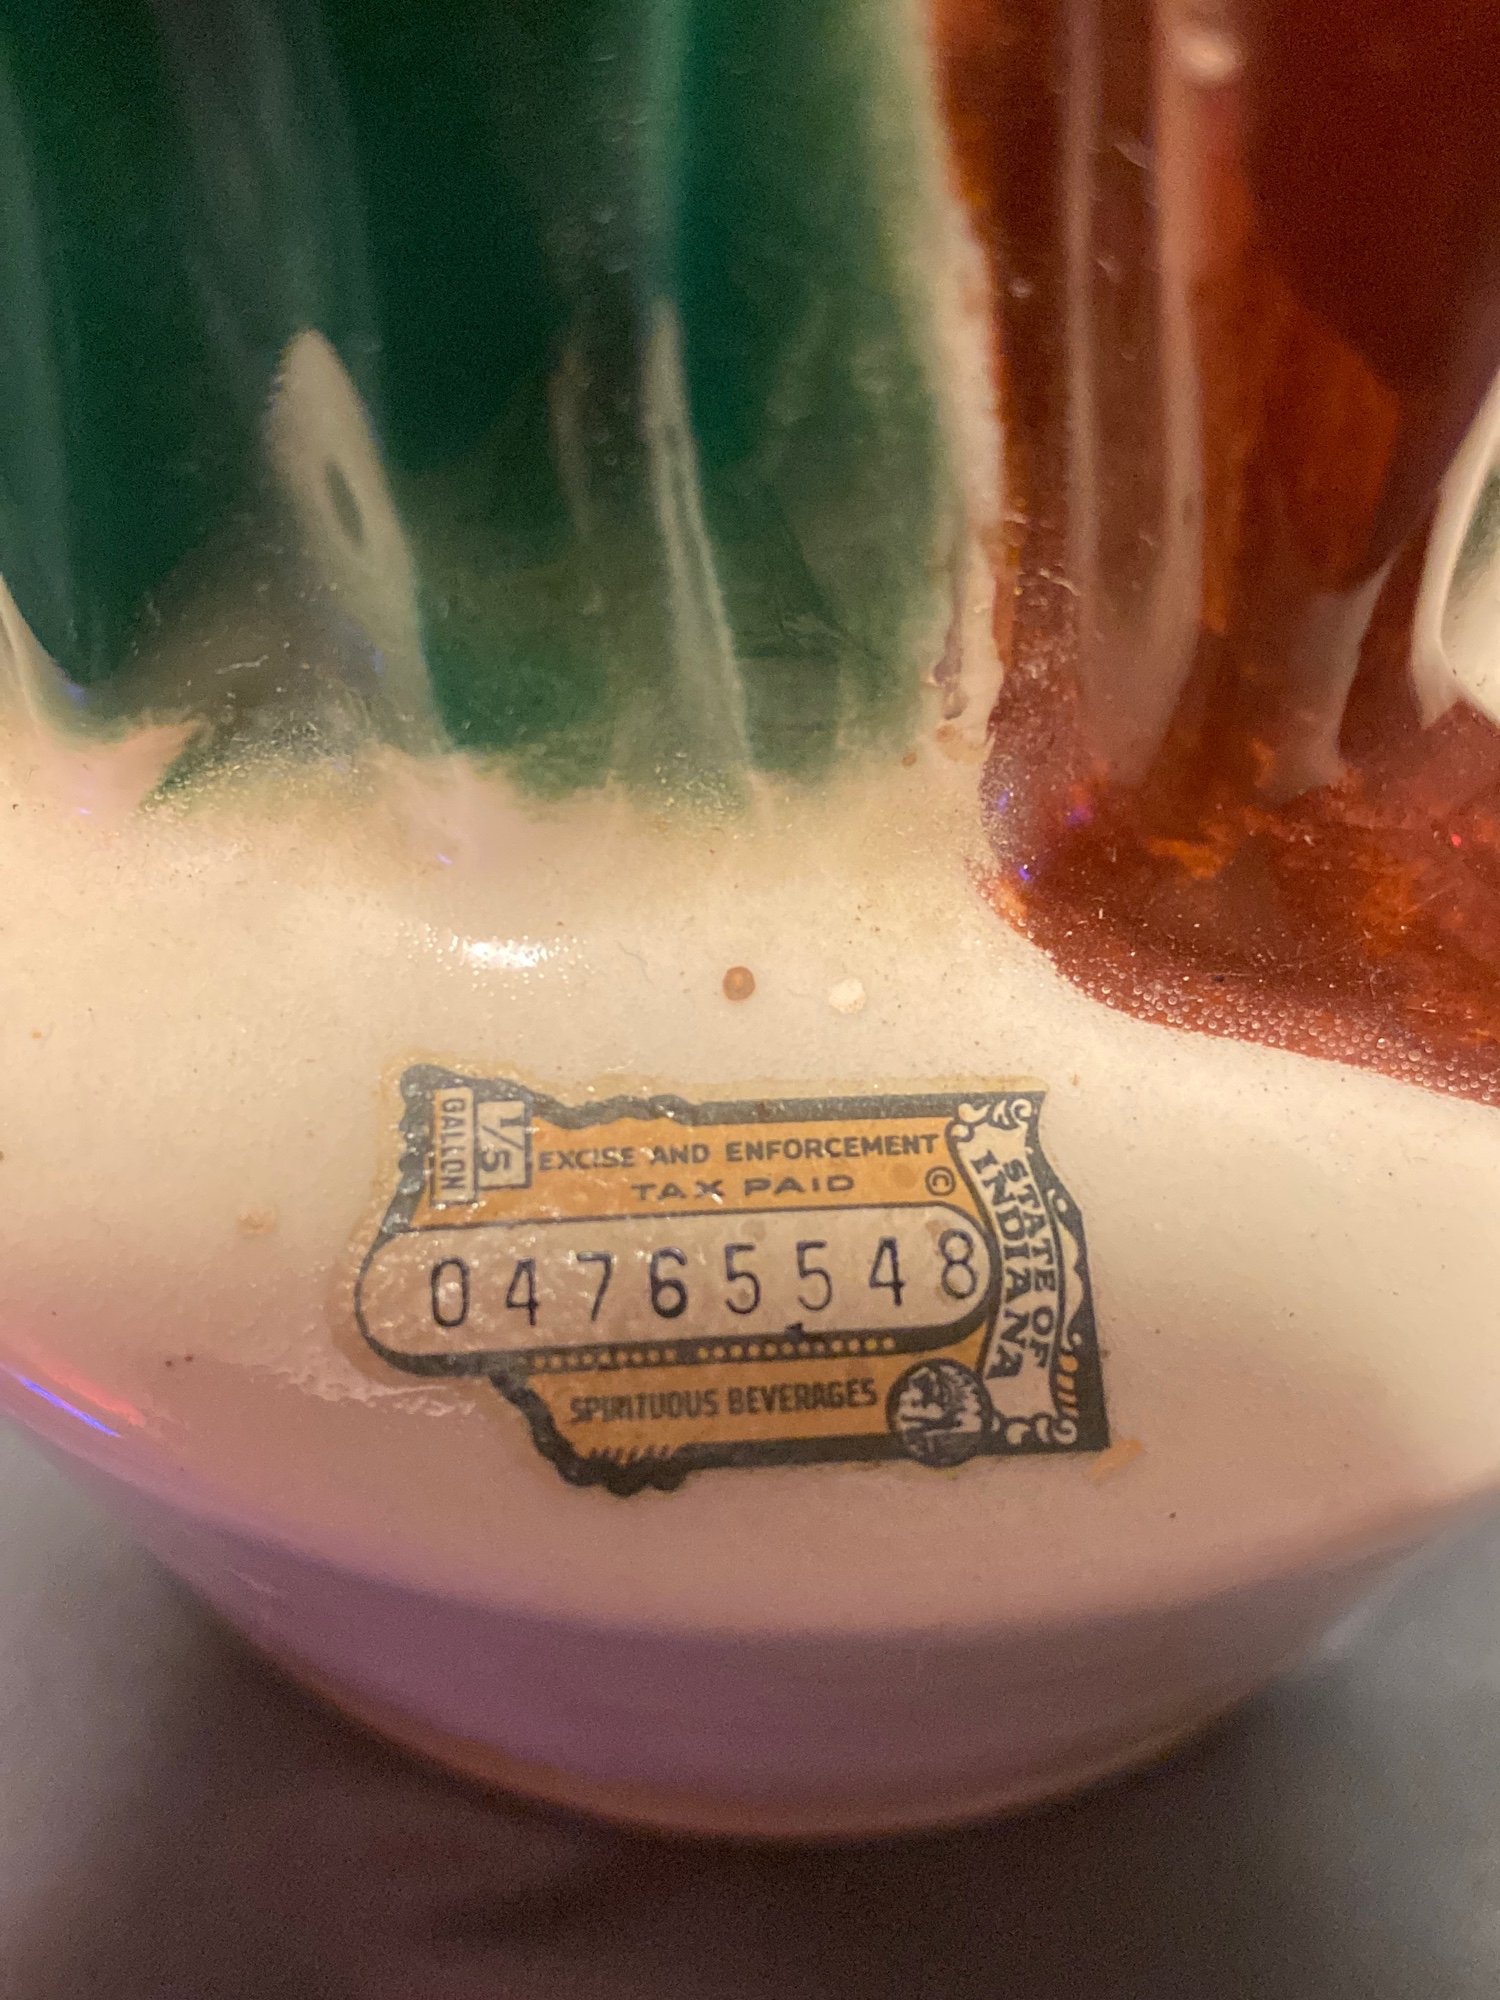 1/5
GALLON
EXCISE AND ENFORCEMENT
TAX PAID ©
04765548
SPIRITUOUS BEVERAGES
STATE OF
INDIANA